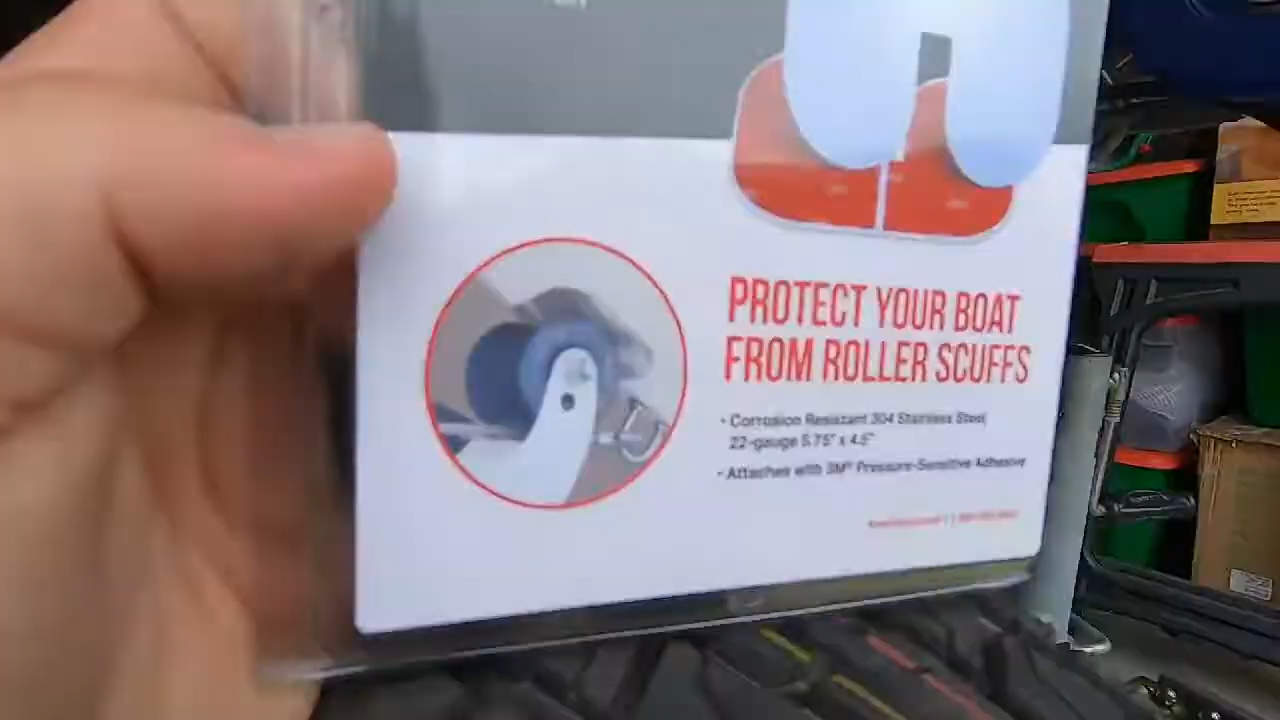 PROTECT YOUR BOAT
FROM ROLLER SCUFFS
• Corrosion Resistant 304 Stainless Steel,
22-gauge 5.75" x 4.5"
• Attaches with 3M® Pressure-Sensitive Adhesive